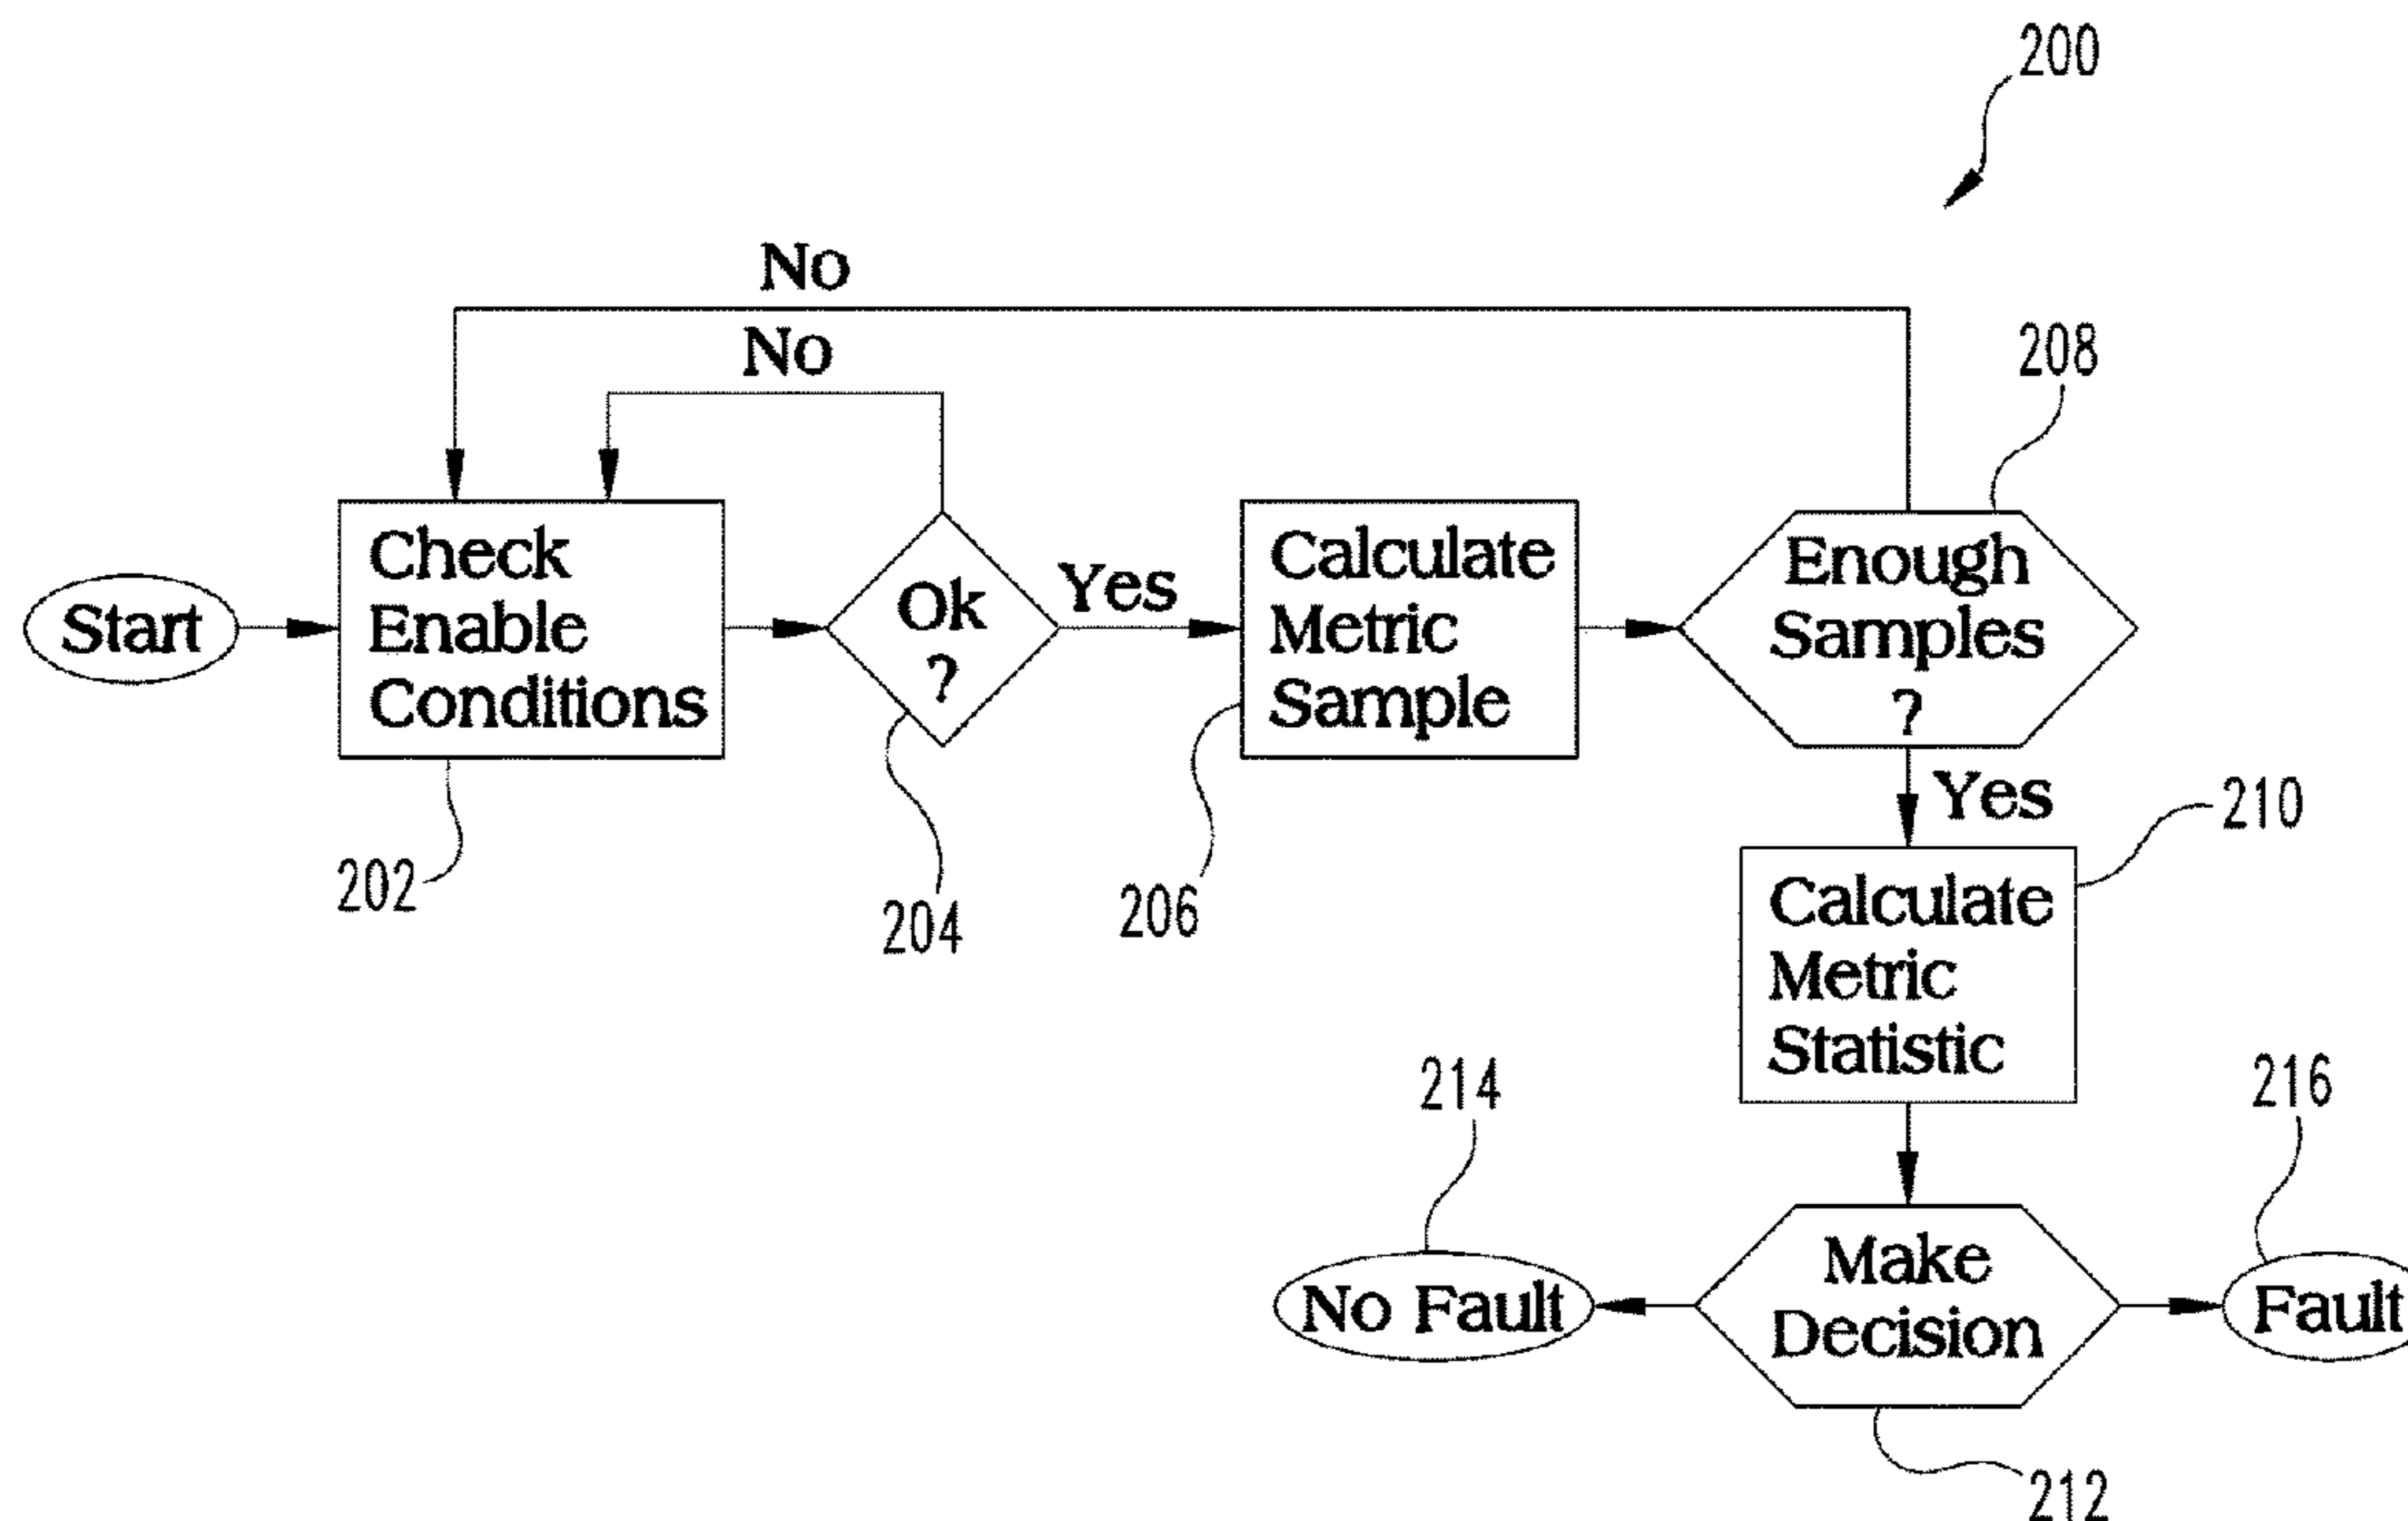 200
No
No
208
Start
Check
Enable
Conditions
Ok
?
Yes
Calculate
Metric
Sample
Enough
Samples
?
202
204
206
Yes
210
Calculate
Metric
Statistic
214
216
No Fault
Make
Decision
Fault
212